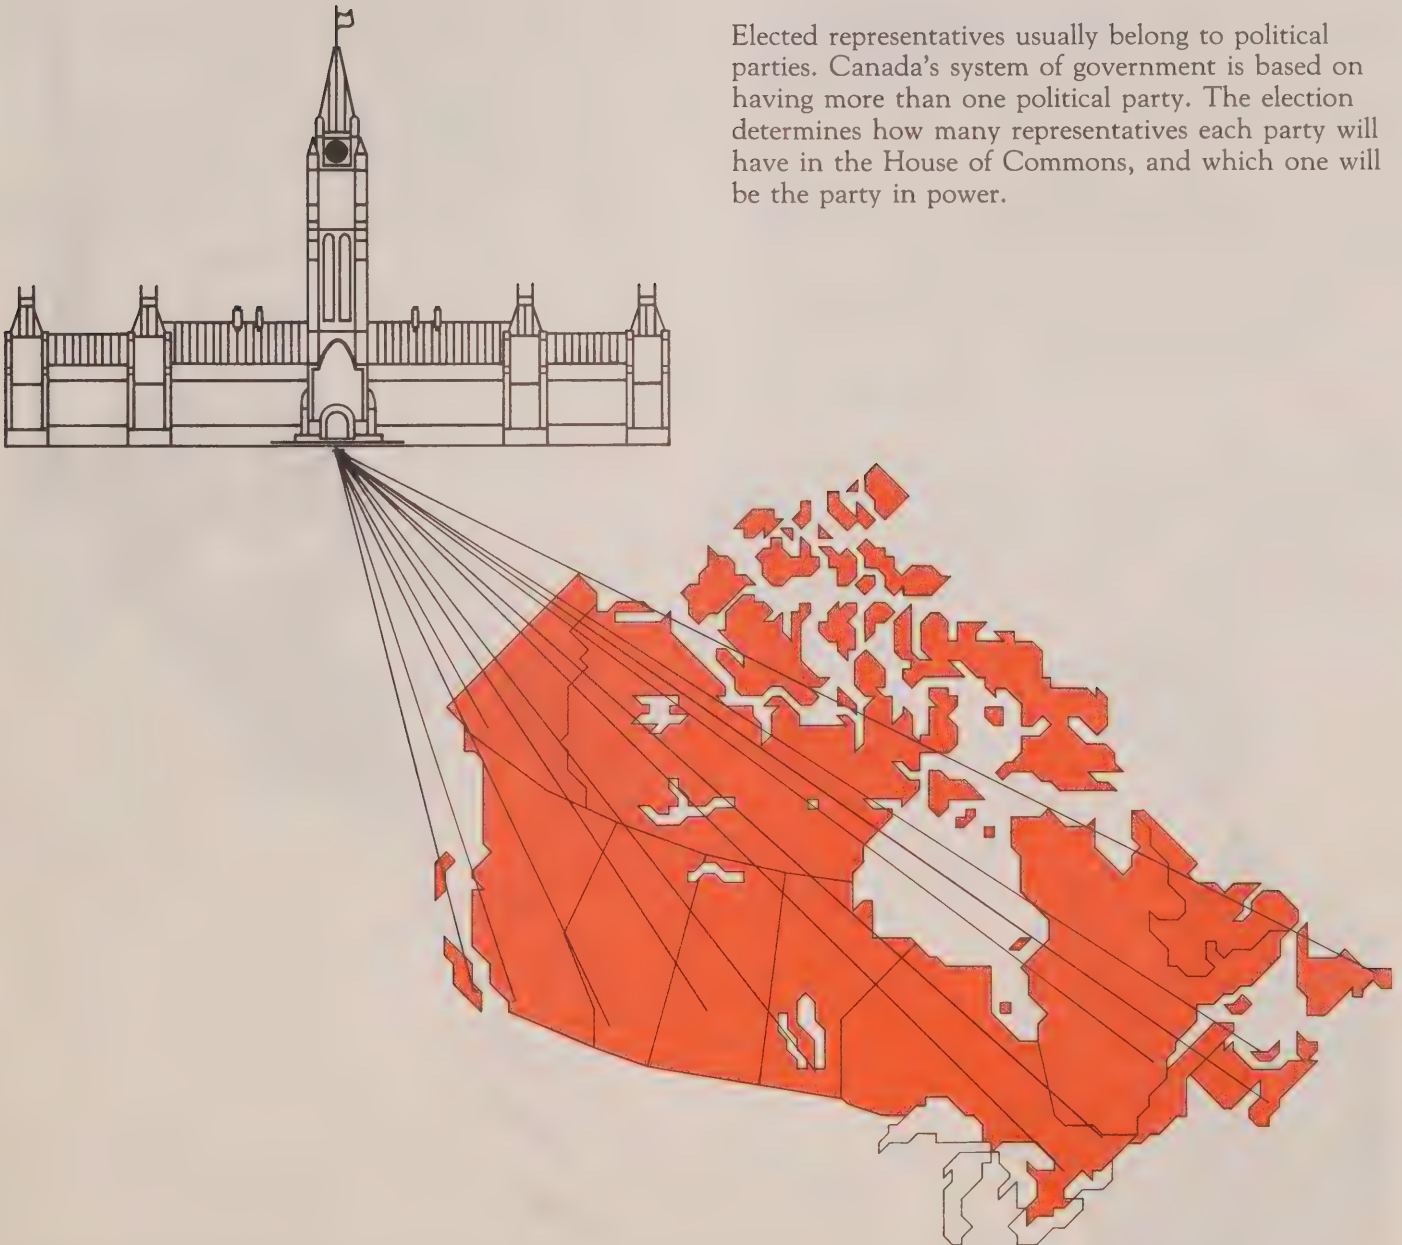 Elected representatives usually belong to political
parties. Canada's system of government is based on
having more than one political party. The election
determines how many representatives each party will
have in the House of Commons, and which one will
be the party in power.